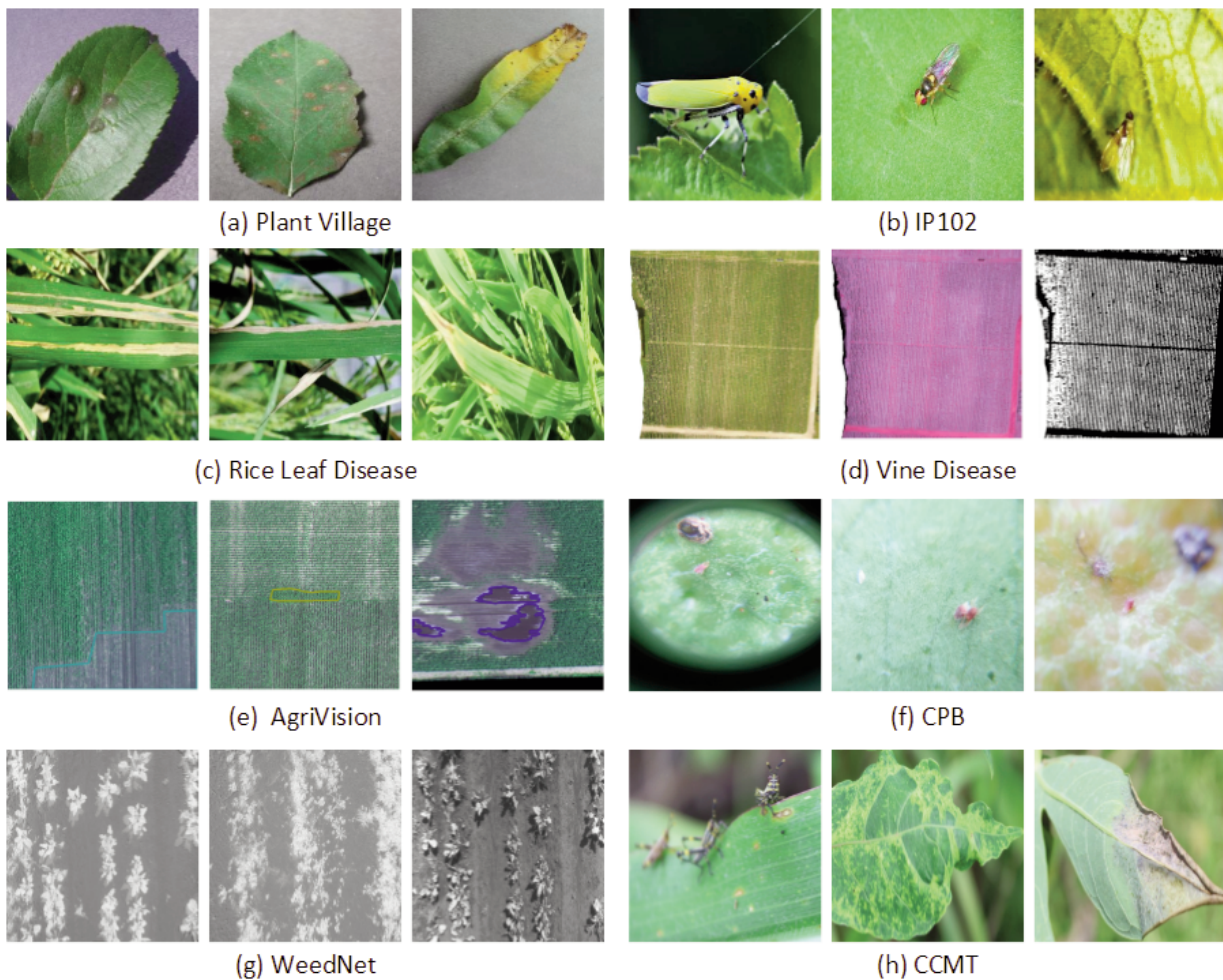 (a) Plant Village
(b) IP102
(c) Rice Leaf Disease
(d) Vine Disease
(e) AgriVision
(f) CPB
(g) WeedNet
(h) CCMT